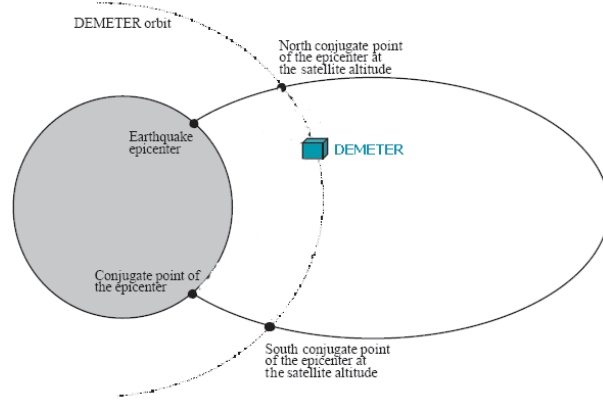 DEMETER orbit
North conjugate point
of the epicenter at
the satellite altitude
Earthquake
epicenter
DEMETER
Conjugate point of
the epicenter
South conjugate point
of the epicenter at
the satellite altitude